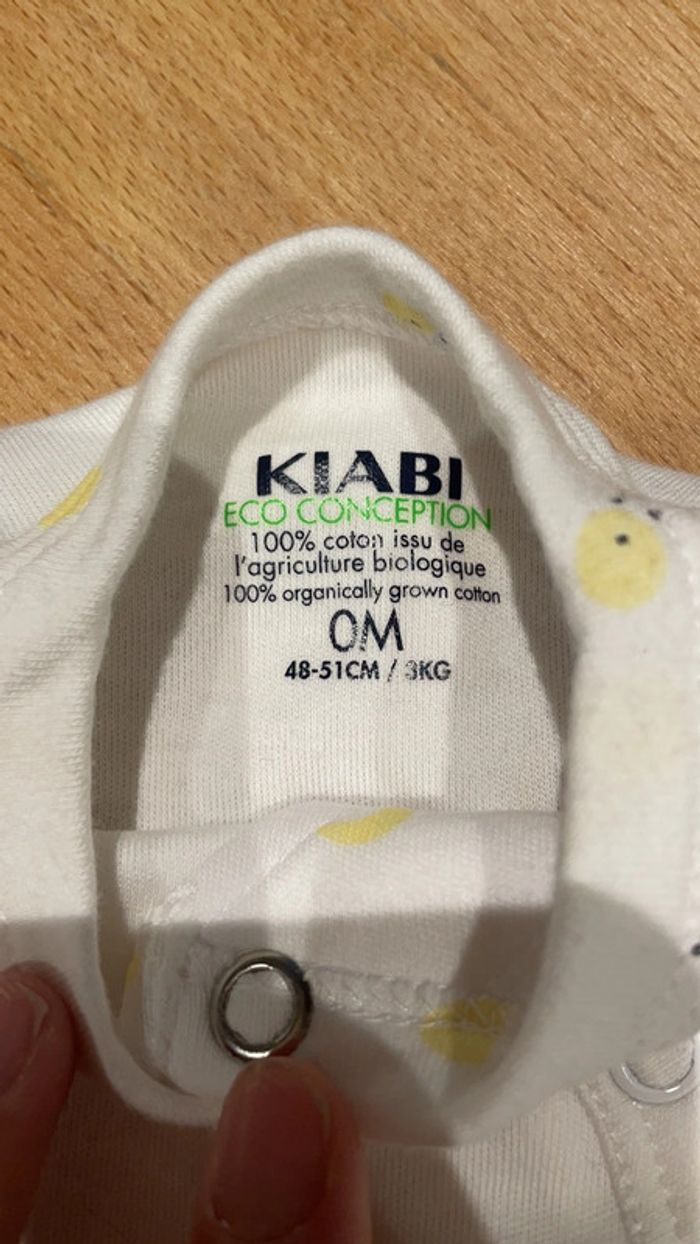 KIABI
ECO CONCEPTION
100% coton issu de
l'agriculture biologique
100% organically grown cotton
0M
48-51CM / 3KG